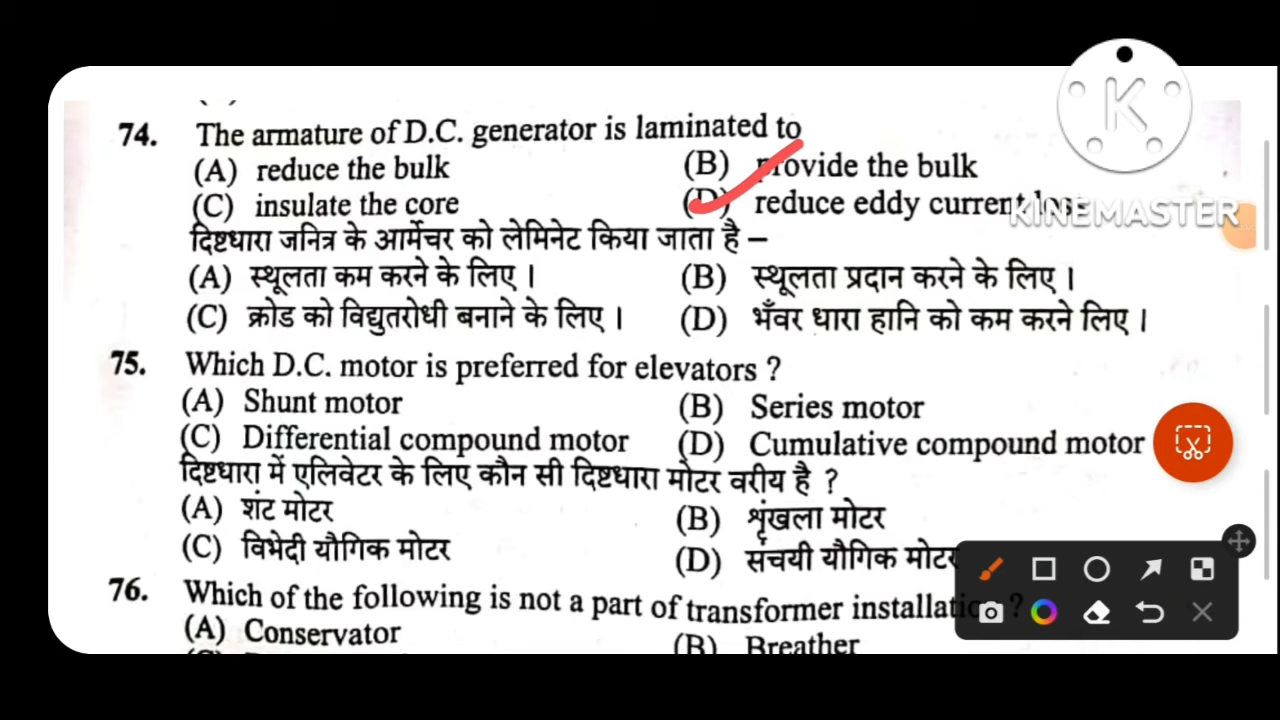 74. The armature of D.C. generator is laminated to
(A) reduce the bulk (B) provide the bulk
(C) insulate the core (D) reduce eddy current loss
दिष्टधारा जनित्र के आर्मेचर को लेमिनेट किया जाता है –
(A) स्थूलता कम करने के लिए । (B) स्थूलता प्रदान करने के लिए ।
(C) क्रोड को विद्युतरोधी बनाने के लिए । (D) भँवर धारा हानि को कम करने लिए ।
75. Which D.C. motor is preferred for elevators ?
(A) Shunt motor (B) Series motor
(C) Differential compound motor (D) Cumulative compound motor
दिष्टधारा में एलिवेटर के लिए कौन सी दिष्टधारा मोटर वरीय है ?
(A) शंट मोटर (B) शृंखला मोटर
(C) विभेदी यौगिक मोटर (D) संचयी यौगिक मोटर
76. Which of the following is not a part of transformer installation ?
(A) Conservator (B) Breather
K
KINEMASTER